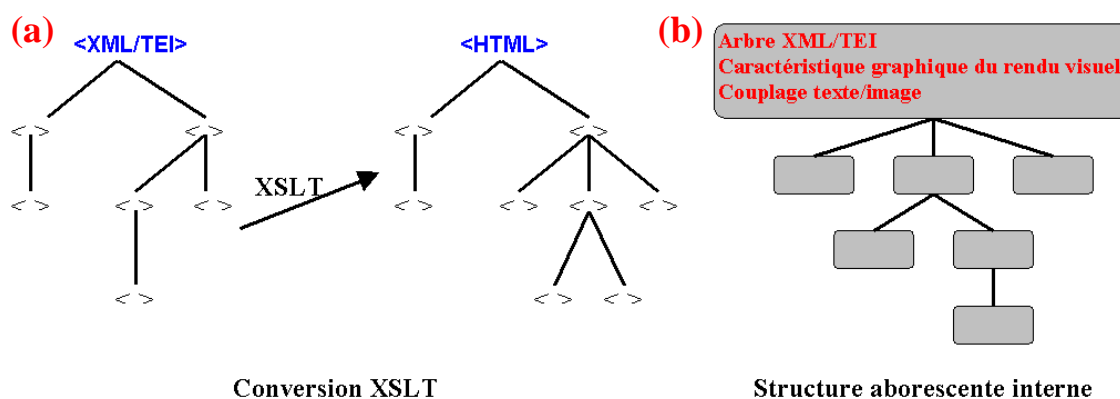 (a)
<XML/TEI>
<HTML>
(b)
Arbre XML/TEI
Caractéristique graphique du rendu visuel
Couplage texte/image
< > < >
< > < >
XSLT
< > < > < >
< > < > < > < >
< >
< > < >
Conversion XSLT
Structure aborescente interne